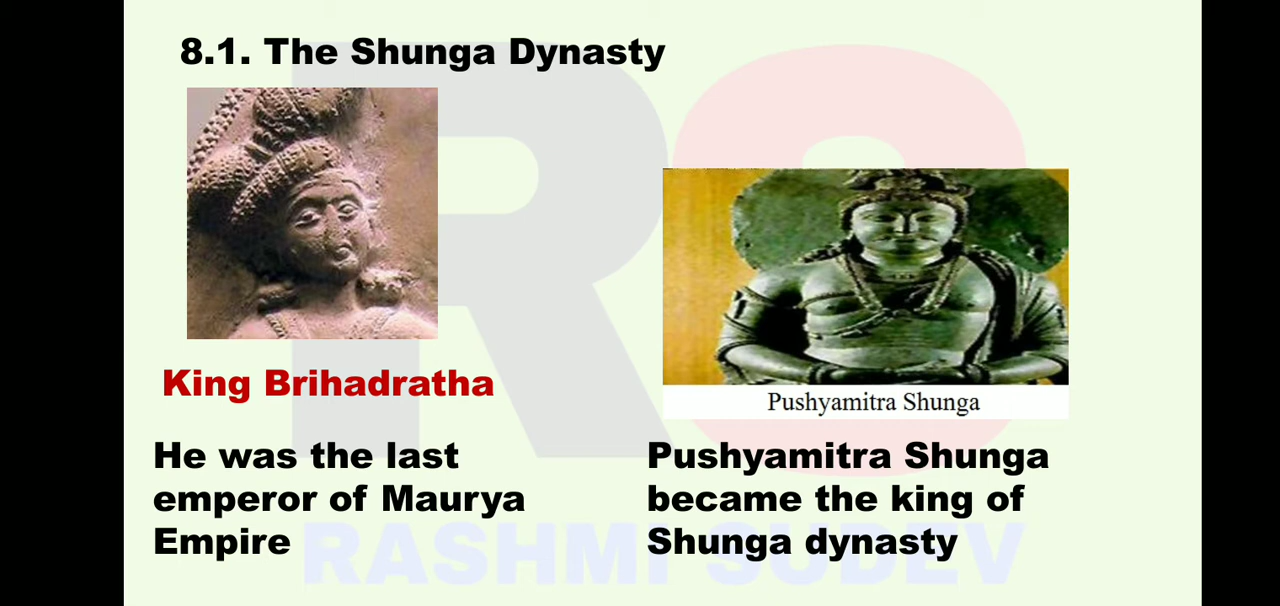 8.1. The Shunga Dynasty
King Brihadratha
He was the last
emperor of Maurya
Empire
Pushyamitra Shunga
Pushyamitra Shunga
became the king of
Shunga dynasty
RS
RASHMI SUDEV